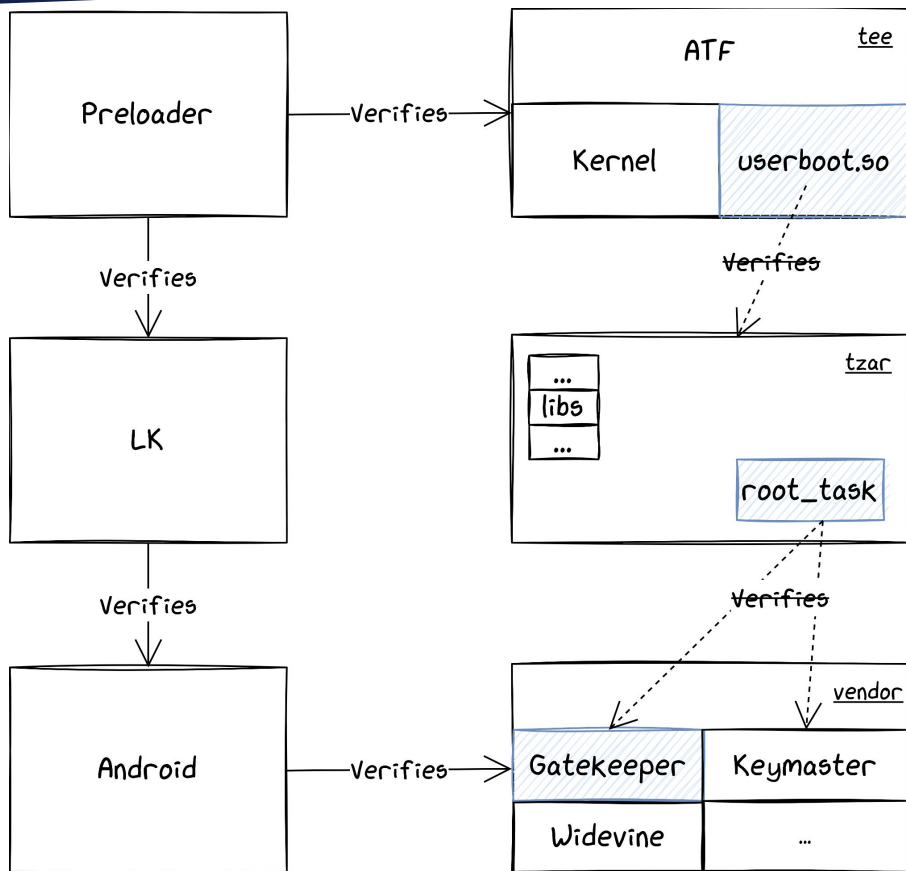 tee
ATF
Preloader
Verifies
Kernel
userboot.so
Verifies
Verifies
tzar
...
libs
...
LK
root_task
Verifies
Verifies
vendor
Android
Verifies
Gatekeeper
Keymaster
Widevine
...